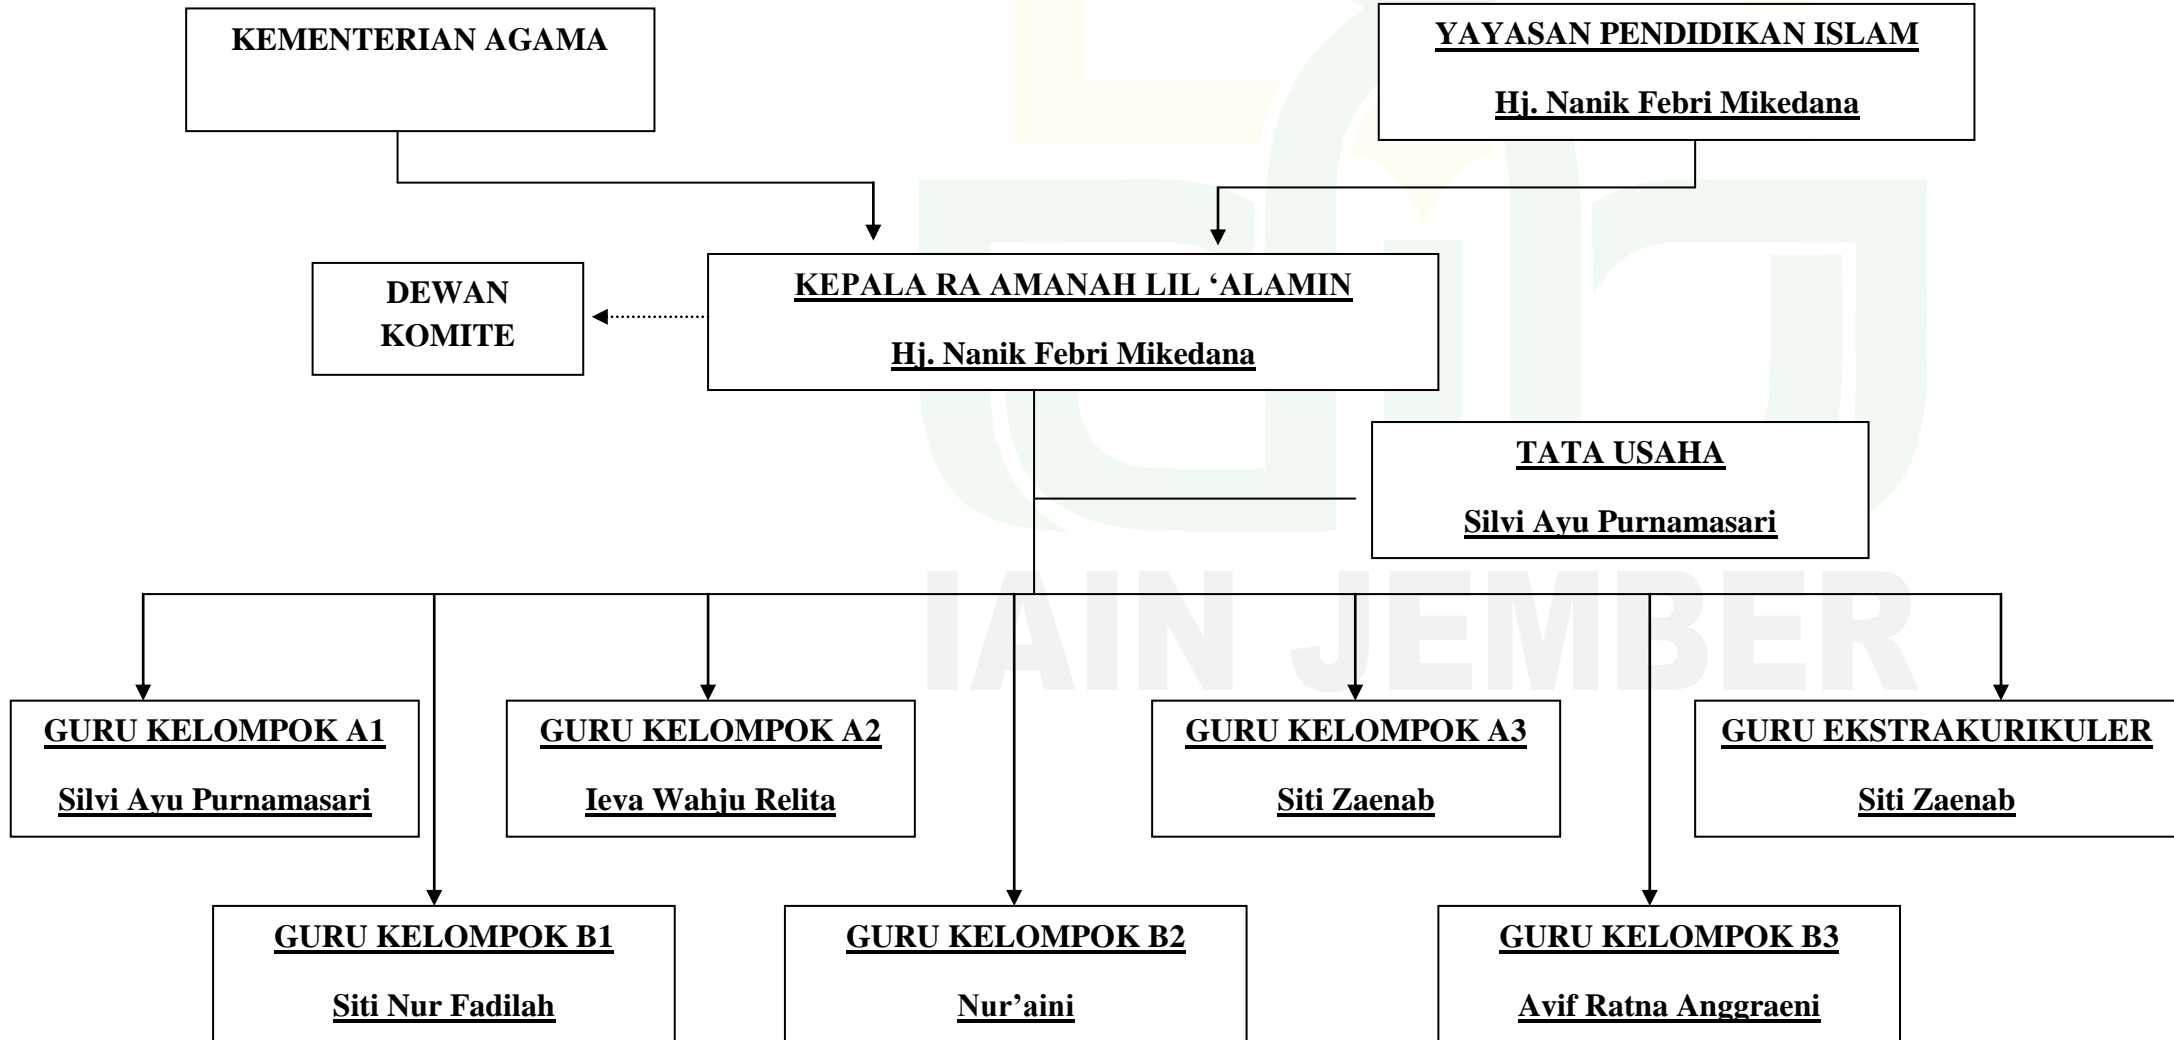 KEMENTERIAN AGAMA
YAYASAN PENDIDIKAN ISLAM
Hj. Nanik Febri Mikedana
DEWAN
KOMITE
KEPALA RA AMANAH LIL ‘ALAMIN
Hj. Nanik Febri Mikedana
TATA USAHA
Silvi Ayu Purnamasari
IAIN JEMBER
GURU KELOMPOK A1
Silvi Ayu Purnamasari
GURU KELOMPOK A2
Ieva Wahju Relita
GURU KELOMPOK A3
Siti Zaenab
GURU EKSTRAKURIKULER
Siti Zaenab
GURU KELOMPOK B1
Siti Nur Fadilah
GURU KELOMPOK B2
Nur’aini
GURU KELOMPOK B3
Avif Ratna Anggraeni